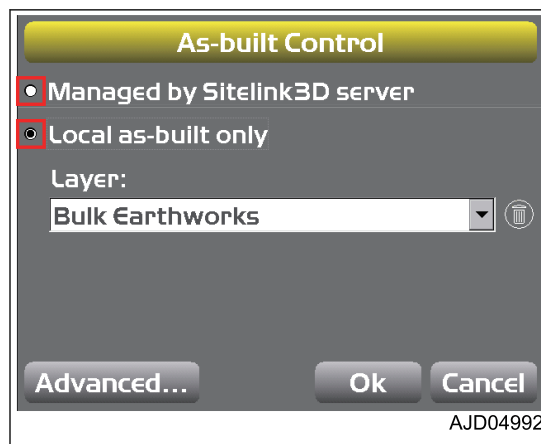 As-built Control
Managed by Sitelink3D server
Local as-built only
Layer:
Bulk Earthworks
Advanced...
Ok
Cancel
AJD04992